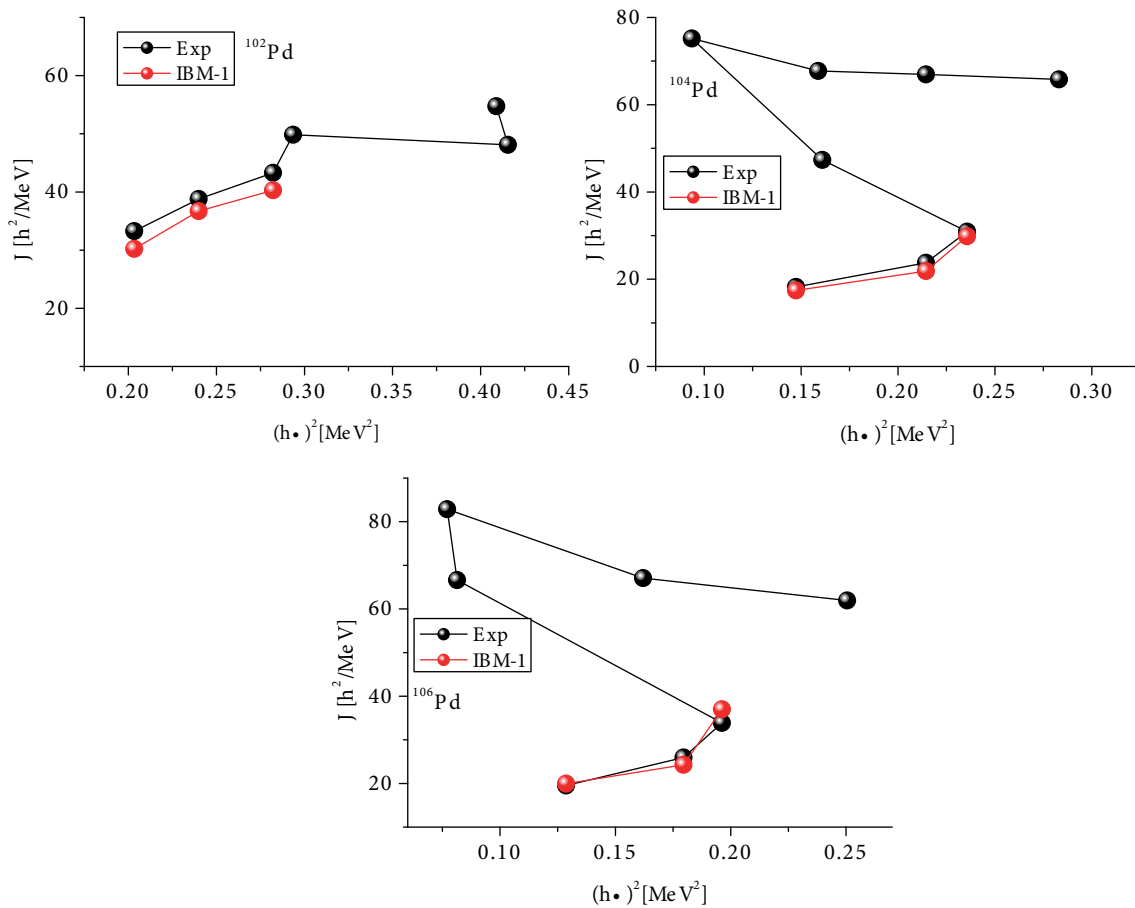 Exp
IBM-1
¹⁰²Pd
60
40
20
J [h²/MeV]
0.20 0.25 0.30 0.35 0.40 0.45
(h•)²[MeV²]
80
60
40
20
0
¹⁰⁴Pd
Exp
IBM-1
J [h²/MeV]
0.10 0.15 0.20 0.25 0.30
(h•)²[MeV²]
80
60
40
20
Exp
IBM-1
¹⁰⁶Pd
J [h²/MeV]
0.10 0.15 0.20 0.25
(h•)²[MeV²]